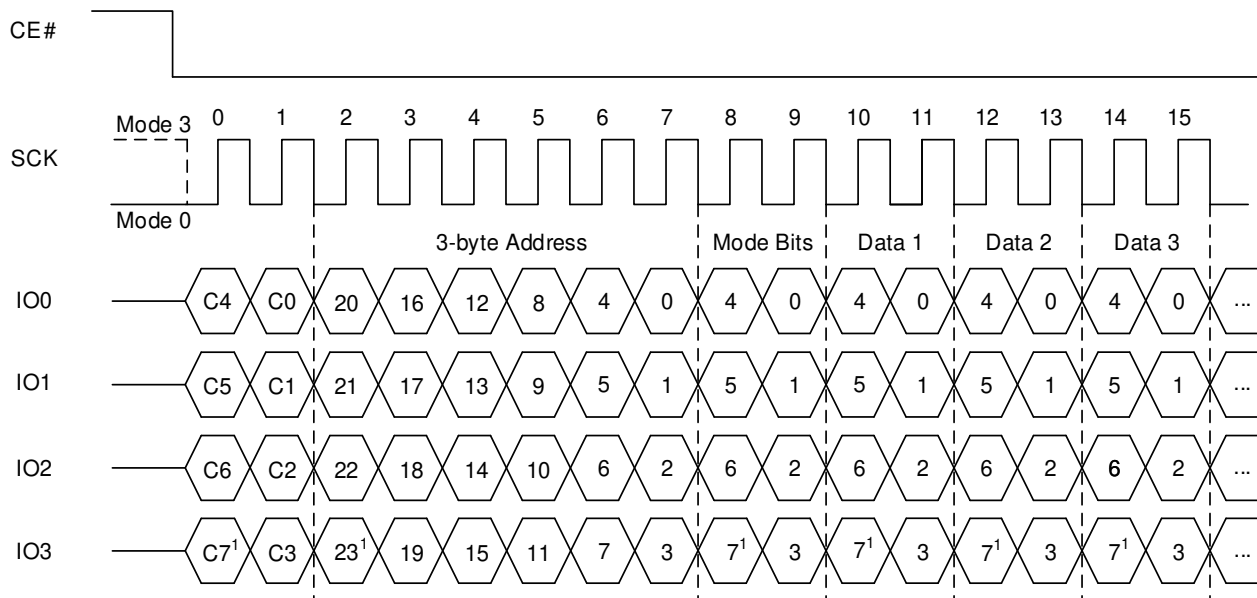 CE#
Mode 3 0 1 2 3 4 5 6 7 8 9 10 11 12 13 14 15
SCK
Mode 0
3-byte Address Mode Bits Data 1 Data 2 Data 3
IO0 C4 C0 20 16 12 8 4 0 4 0 4 0 4 0 4 0 ...
IO1 C5 C1 21 17 13 9 5 1 5 1 5 1 5 1 5 1 ...
IO2 C6 C2 22 18 14 10 6 2 6 2 6 2 6 2 6 2 ...
IO3 C7¹ C3 23¹ 19 15 11 7 3 7¹ 3 7¹ 3 7¹ 3 7¹ 3 ...